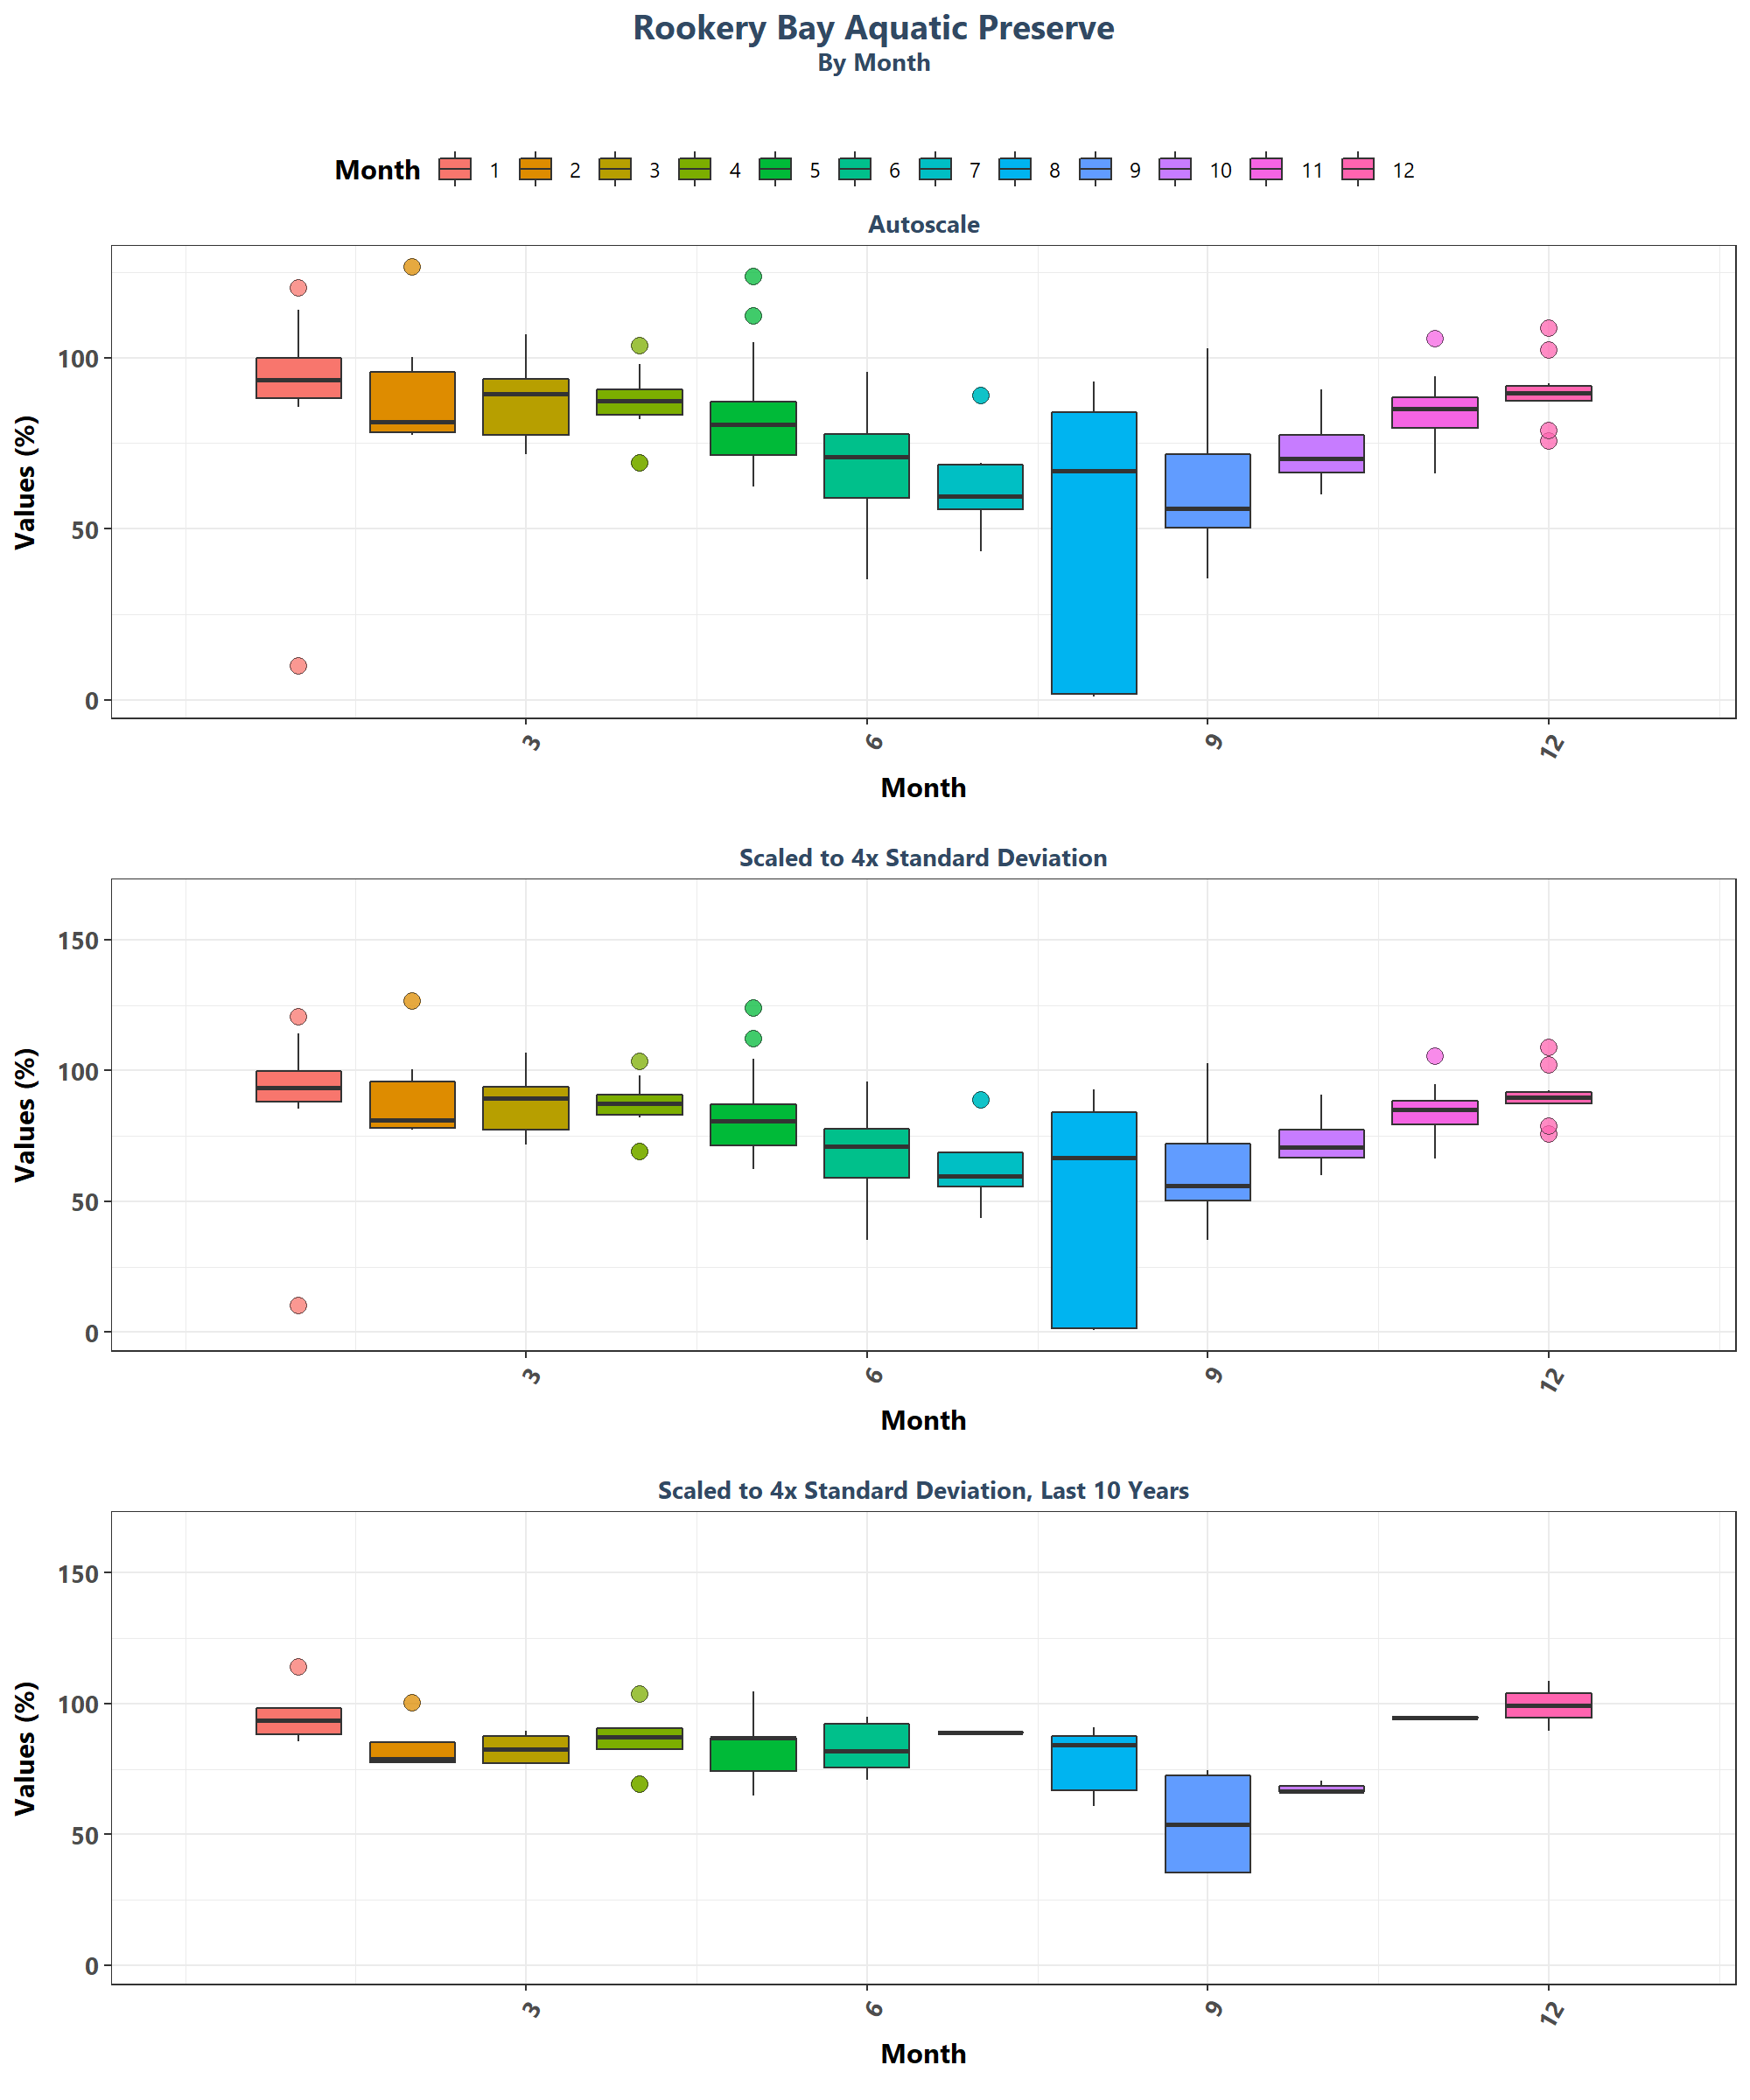 Rookery Bay Aquatic Preserve
By Month
Month 1 2 3 4 5 6 7 8 9 10 11 12
Autoscale
Values (%)
100
50
0
3 6 9 12
Month
Scaled to 4x Standard Deviation
Values (%)
150
100
50
0
3 6 9 12
Month
Scaled to 4x Standard Deviation, Last 10 Years
Values (%)
150
100
50
0
3 6 9 12
Month